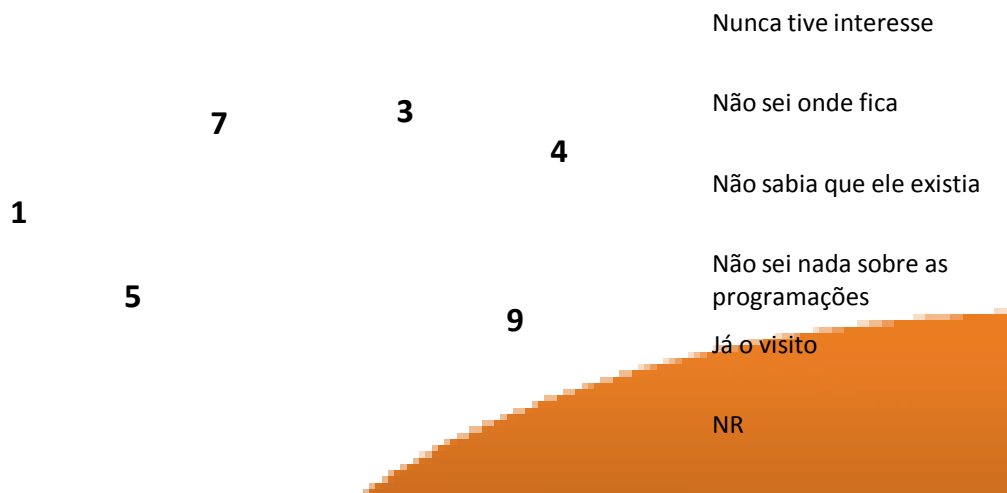 Nunca tive interesse
Não sei onde fica
3
7
4
Não sabia que ele existia
1
Não sei nada sobre as
programações
5
9
Já o visito
NR